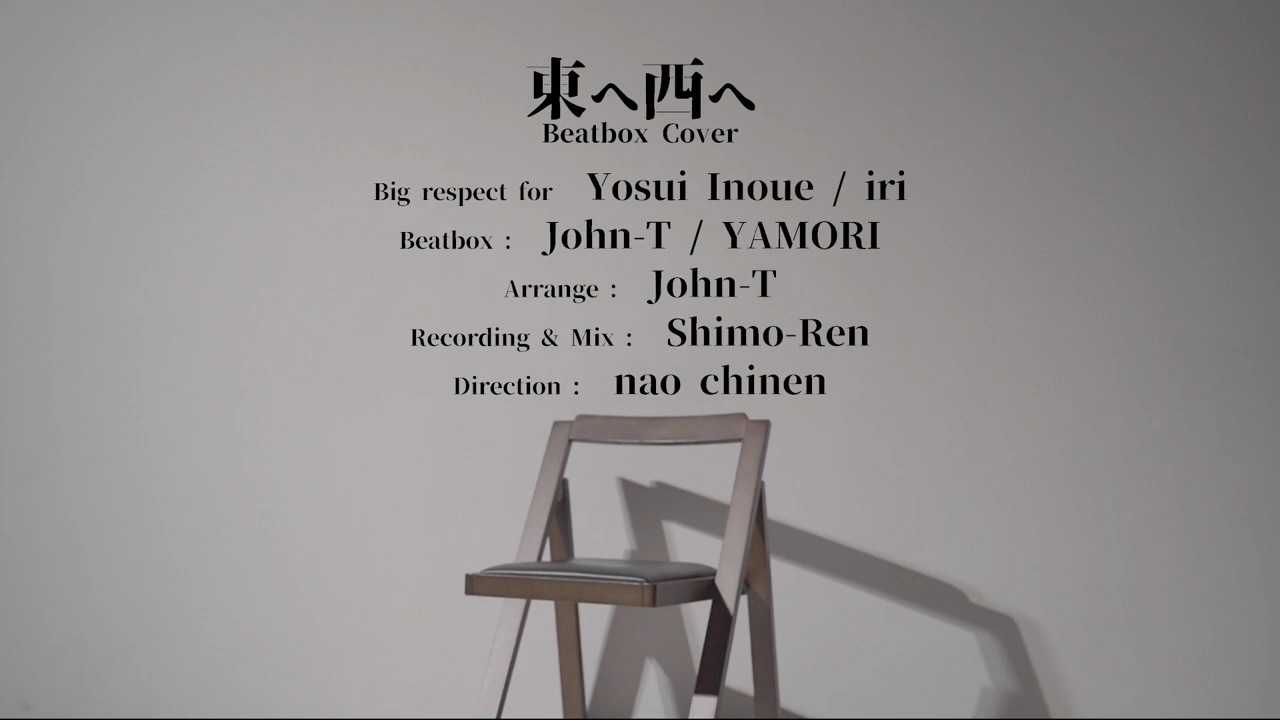 東へ西へ
Beatbox Cover
Big respect for Yosui Inoue / iri
Beatbox : John-T / YAMORI
Arrange : John-T
Recording & Mix : Shimo-Ren
Direction : nao chinen